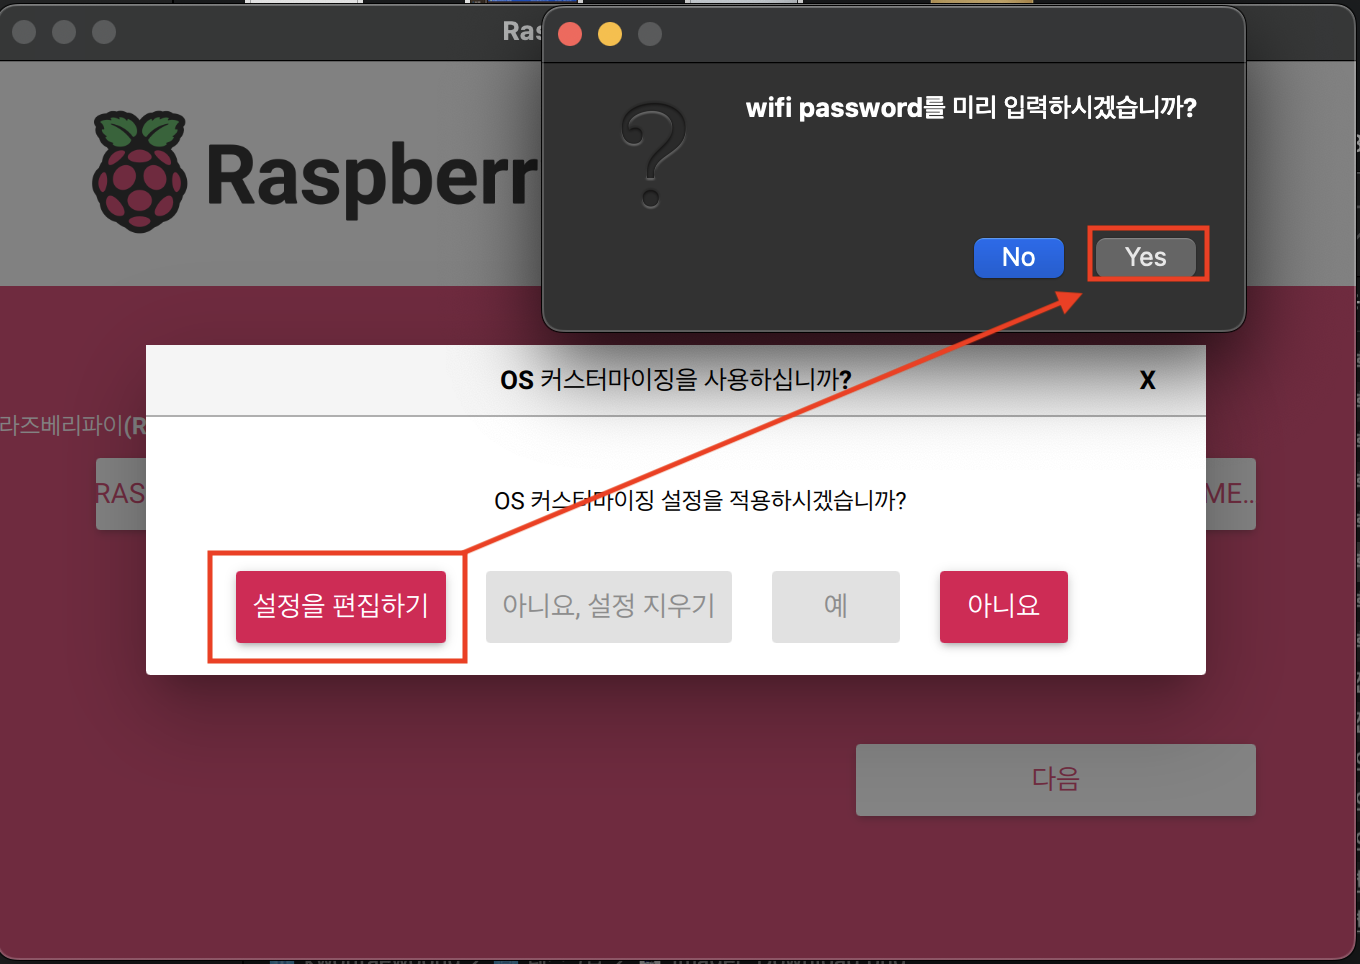 Ras
wifi password를 미리 입력하시겠습니까?
Raspberr
No
Yes
OS 커스터마이징을 사용하십니까?
X
라즈베리파이(R
RAS
ME...
OS 커스터마이징 설정을 적용하시겠습니까?
설정을 편집하기
아니요, 설정 지우기
예
아니요
다음